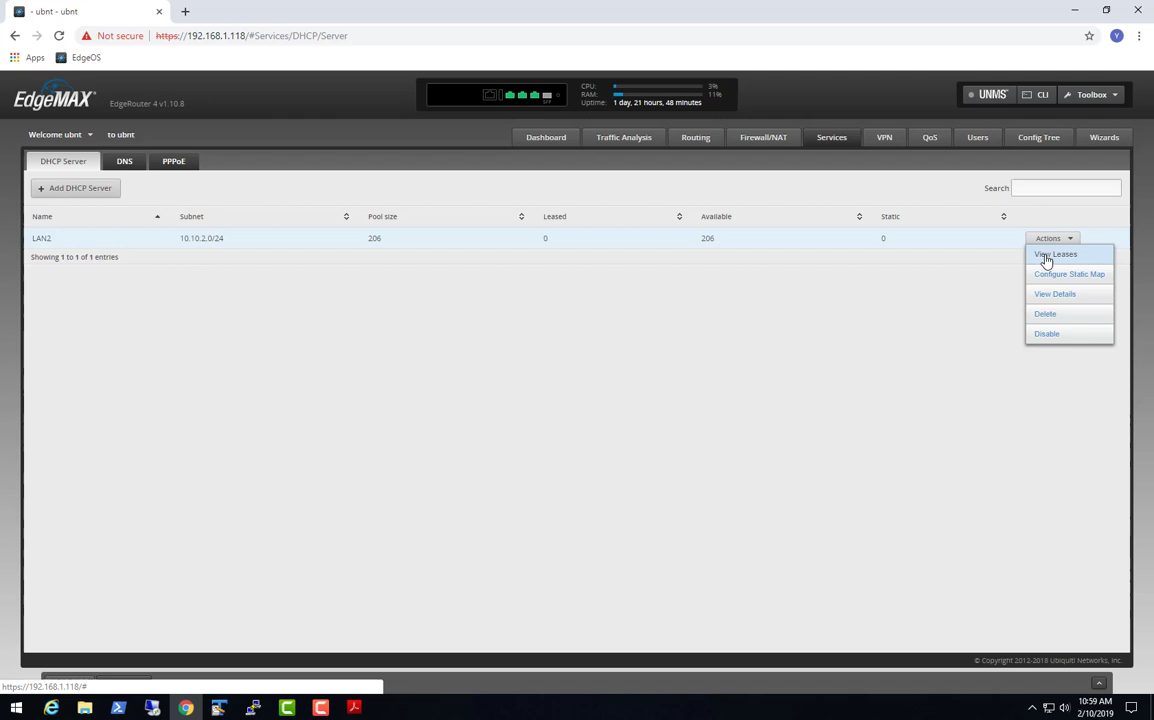 - ubnt - ubnt
Not secure
https://192.168.1.118/#Services/DHCP/Server
Y
Apps
EdgeOS
EdgeMAX
EdgeRouter 4 v1.10.8
SFP
CPU: 3%
RAM: 11%
Uptime: 1 day, 21 hours, 48 minutes
UNMS
CLI
Toolbox
Welcome ubnt
to ubnt
Dashboard
Traffic Analysis
Routing
Firewall/NAT
Services
VPN
QoS
Users
Config Tree
Wizards
DHCP Server
DNS
PPPoE
+ Add DHCP Server
Search
Name Subnet Pool size Leased Available Static
LAN2 10.10.2.0/24 206 0 206 0 Actions
Showing 1 to 1 of 1 entries
View Leases
Configure Static Map
View Details
Delete
Disable
© Copyright 2012-2018 Ubiquiti Networks, Inc.
https://192.168.1.118/#
10:59 AM
2/10/2019